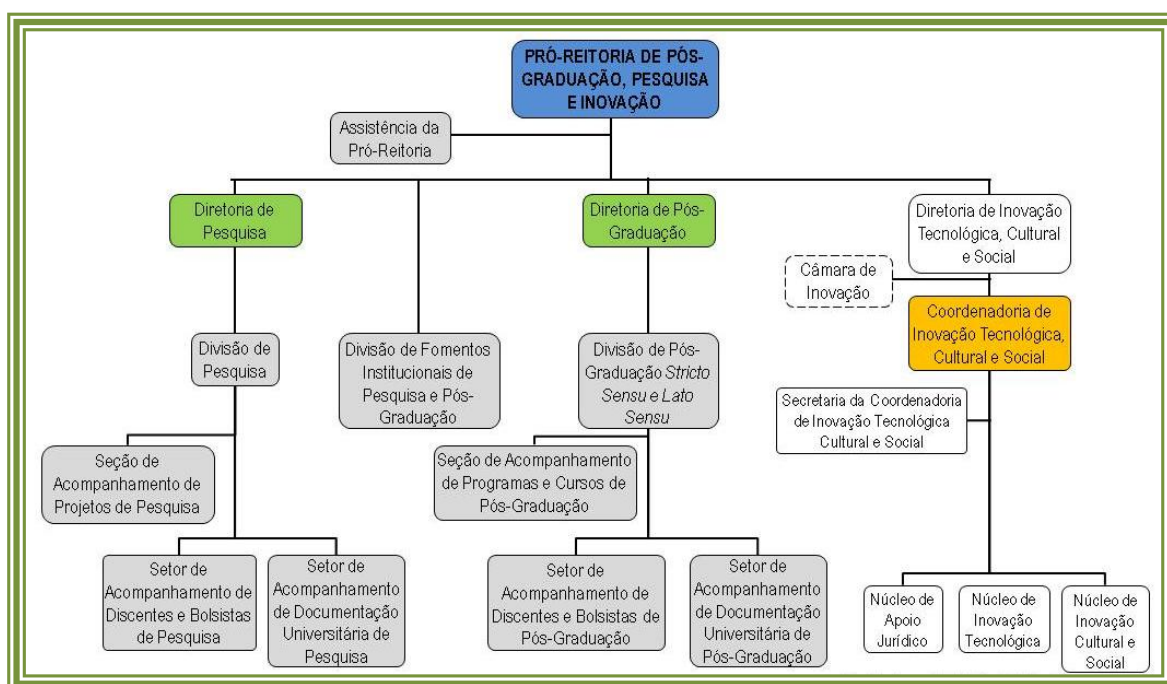 PRÓ-REITORIA DE PÓS-
GRADUAÇÃO, PESQUISA
E INOVAÇÃO
Assistência da
Pró-Reitoria
Diretoria de
Pesquisa
Diretoria de Pós-
Graduação
Diretoria de Inovação
Tecnológica, Cultural
e Social
Câmara de
Inovação
Coordenadoria de
Inovação Tecnológica,
Cultural e Social
Divisão de
Pesquisa
Divisão de Fomentos
Institucionais de
Pesquisa e Pós-
Graduação
Divisão de Pós-
Graduação Stricto
Sensu e Lato
Sensu
Secretaria da Coordenadoria
de Inovação Tecnológica
Cultural e Social
Seção de
Acompanhamento de
Projetos de Pesquisa
Seção de Acompanhamento
de Programas e Cursos de
Pós-Graduação
Setor de
Acompanhamento de
Discentes e Bolsistas
de Pesquisa
Setor de
Acompanhamento
de Documentação
Universitária de
Pesquisa
Setor de
Acompanhamento de
Discentes e Bolsistas de
Pós-Graduação
Setor de
Acompanhamento
de Documentação
Universitária de
Pós-Graduação
Núcleo de
Apoio
Jurídico
Núcleo de
Inovação
Tecnológica
Núcleo de
Inovação
Cultural e
Social